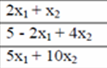 2x₁ + x₂
5 - 2x₁ + 4x₂
5x₁ + 10x₂